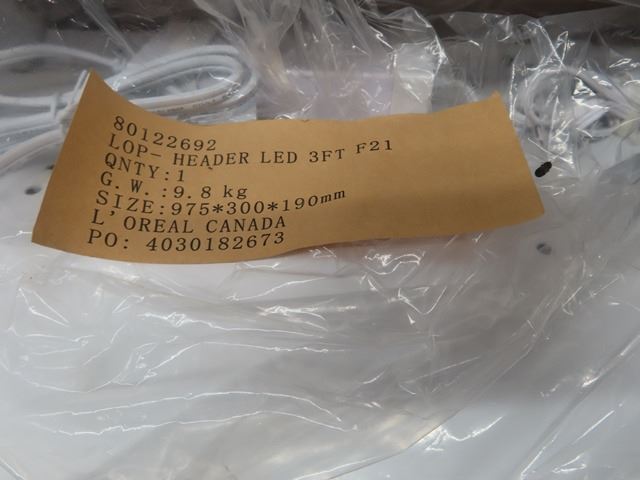 80122692
LOP- HEADER LED 3FT F21
QNTY:1
G.W.:9.8 kg
SIZE:975*300*190mm
L'OREAL CANADA
PO: 4030182673